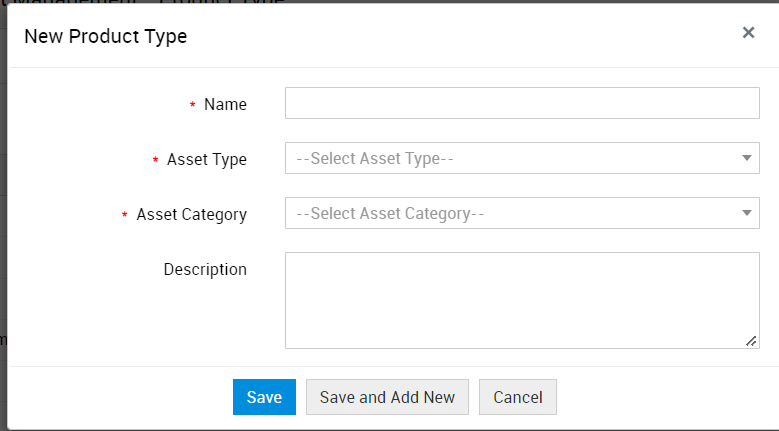 New Product Type
×
* Name
* Asset Type
--Select Asset Type--
* Asset Category
--Select Asset Category--
Description
Save
Save and Add New
Cancel